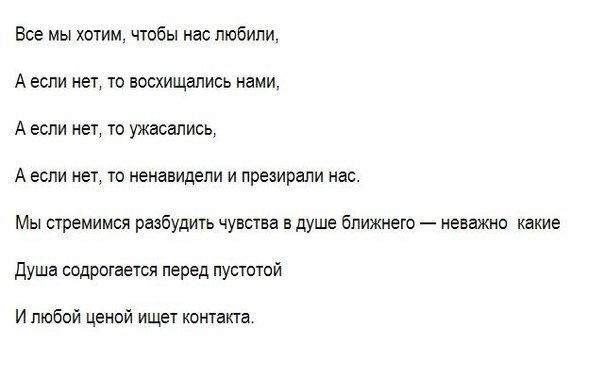 Все мы хотим, чтобы нас любили,
А если нет, то восхищались нами,
А если нет, то ужасались,
А если нет, то ненавидели и презирали нас.
Мы стремимся разбудить чувства в душе ближнего — неважно какие
Душа содрогается перед пустотой
И любой ценой ищет контакта.